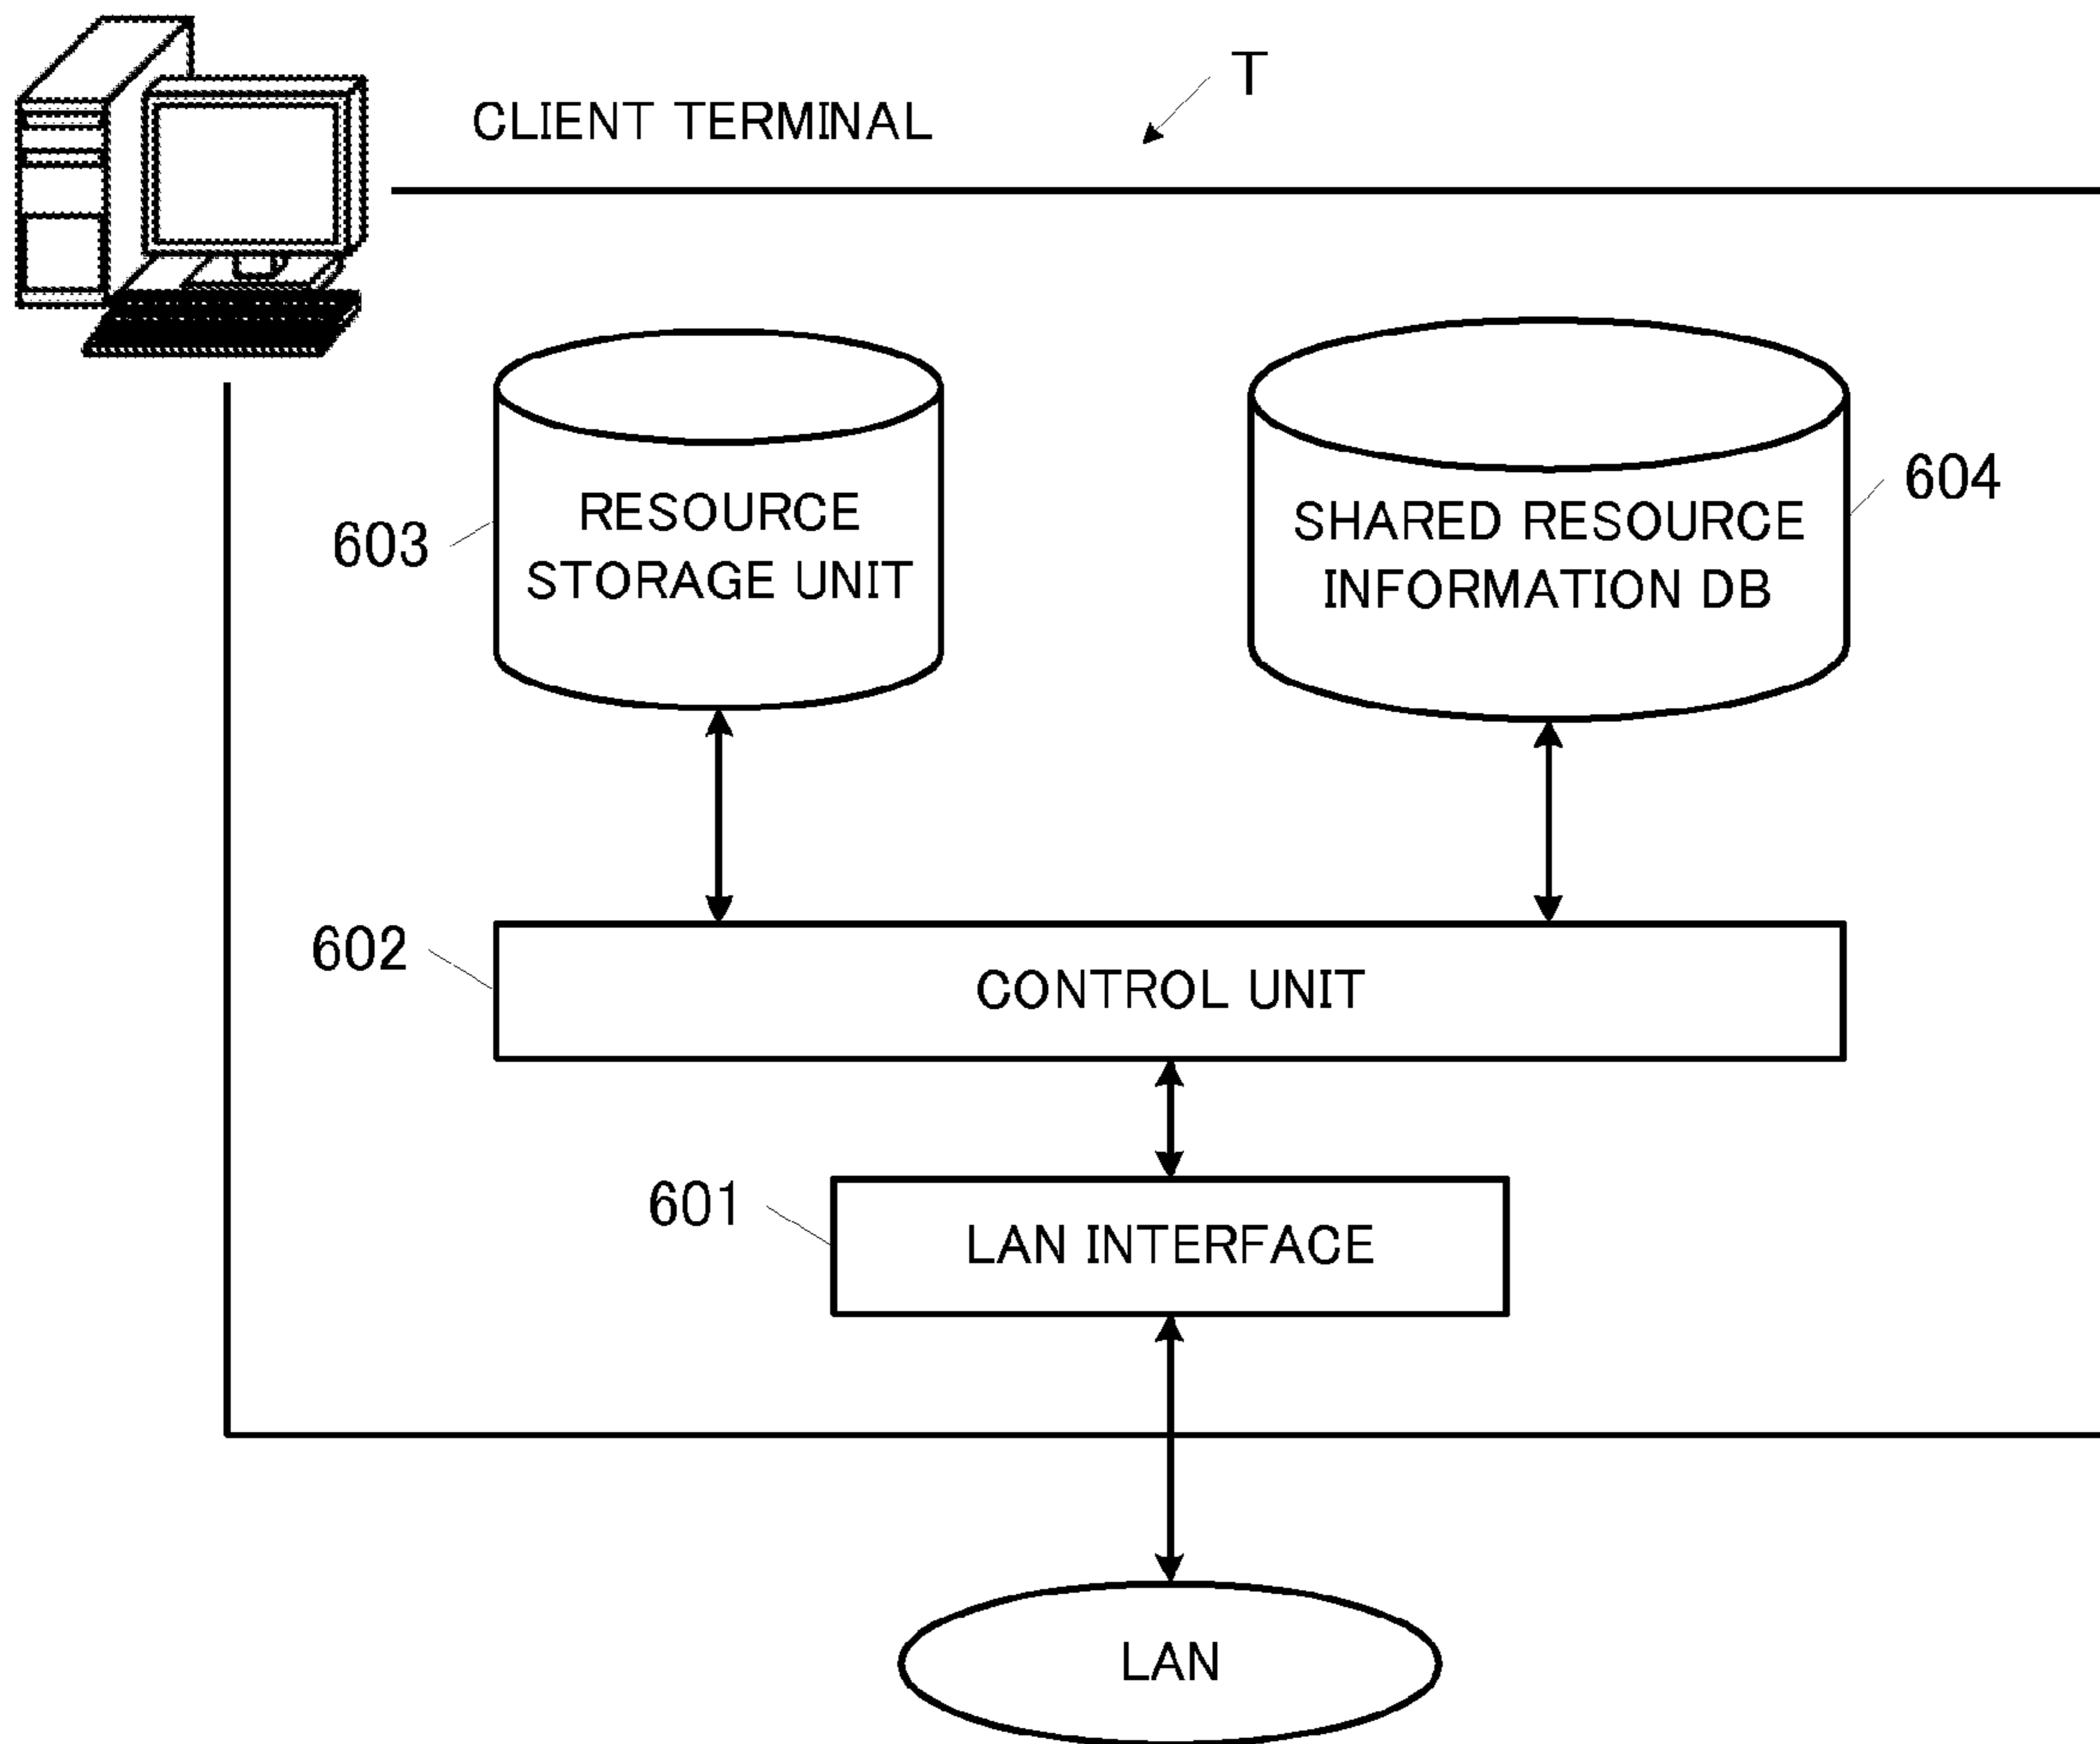 CLIENT TERMINAL
T
603
RESOURCE
STORAGE UNIT
SHARED RESOURCE
INFORMATION DB
604
602
CONTROL UNIT
601
LAN INTERFACE
LAN